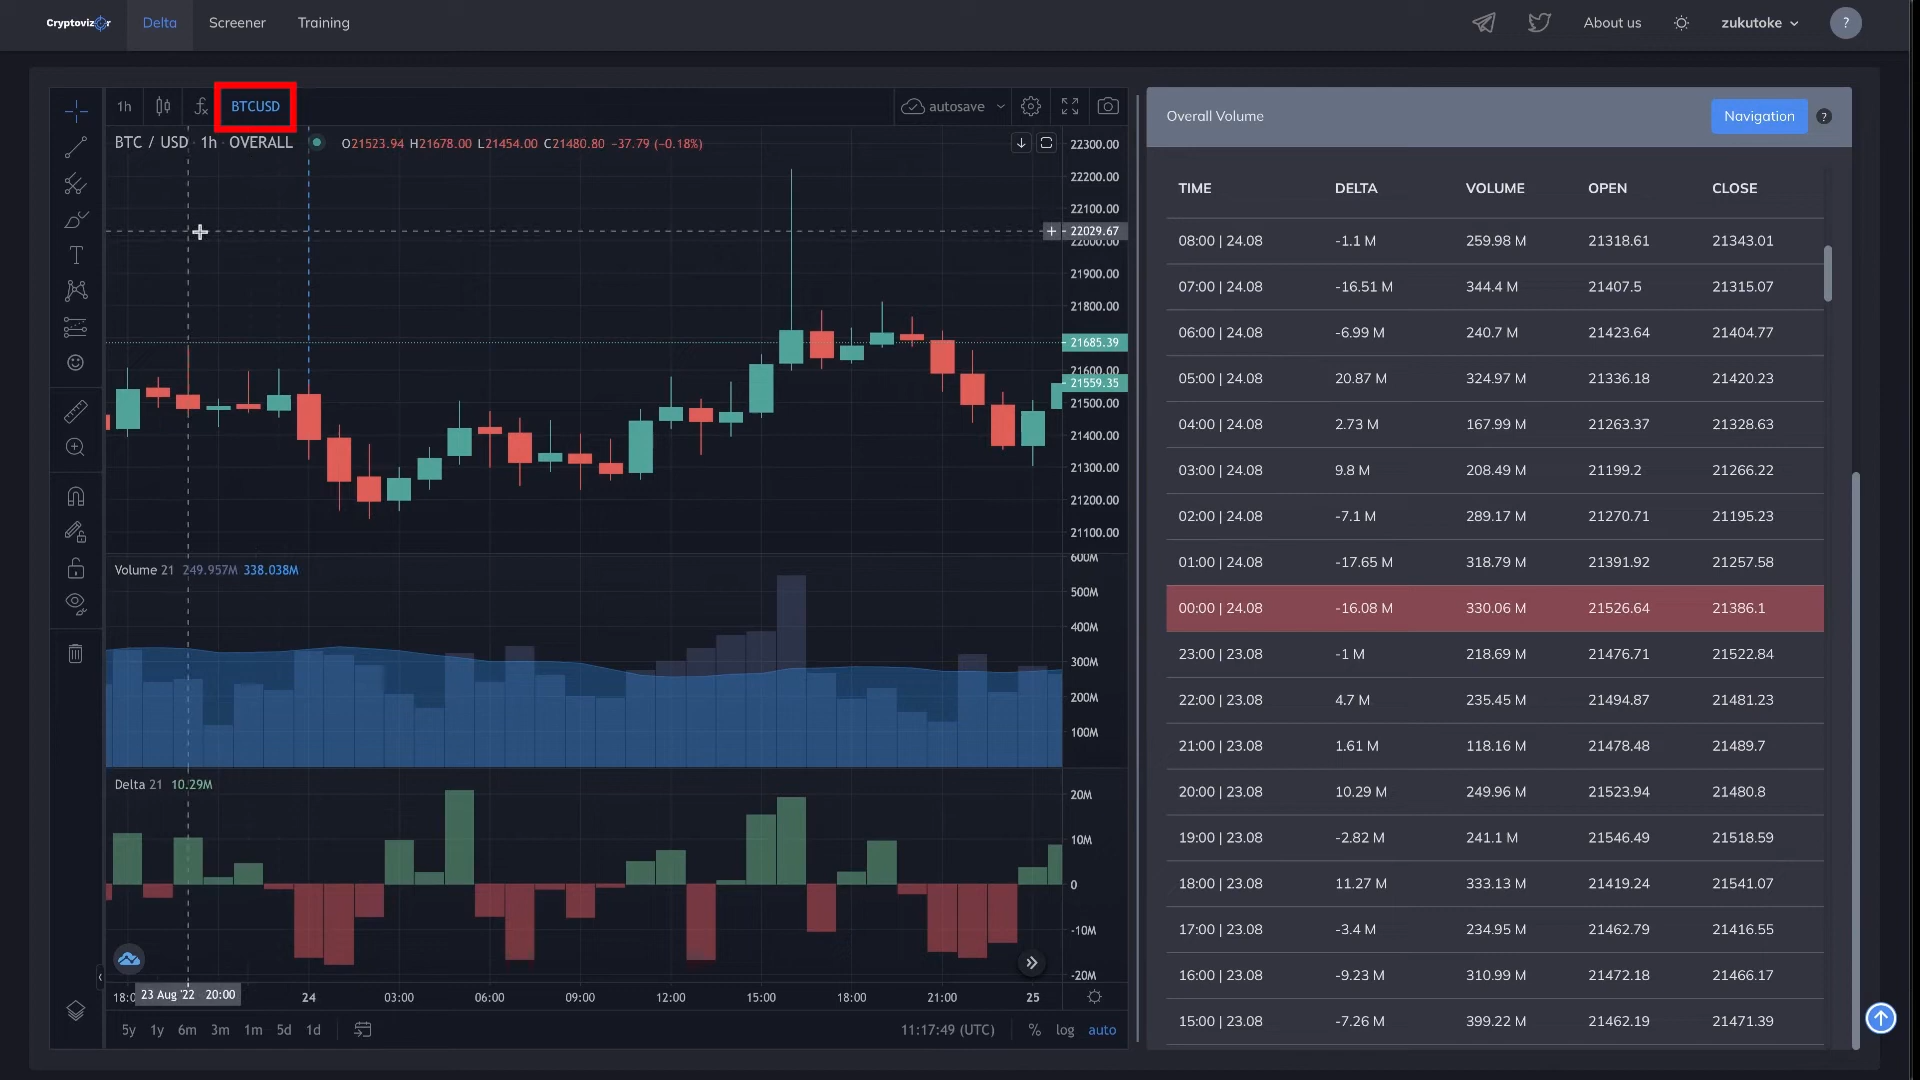 Cryptovizor Delta Screener Training About us zukutoke ?
1h BTCUSD autosave
BTC / USD 1h OVERALL O21523.94 H21678.00 L21454.00 C21480.80 -37.79 (-0.18%)
22300.00
22200.00
22100.00
22029.67
22000.00
21900.00
21800.00
21685.39
21600.00
21559.35
21500.00
21400.00
21300.00
21200.00
21100.00
Volume 21 249.957M 338.038M
600M
500M
400M
300M
200M
100M
Delta 21 10.29M
20M
10M
0
-10M
-20M
18:0 23 Aug '22 20:00 24 03:00 06:00 09:00 12:00 15:00 18:00 21:00 25
5y 1y 6m 3m 1m 5d 1d 11:17:49 (UTC) % log auto
Overall Volume Navigation ?
TIME DELTA VOLUME OPEN CLOSE
08:00 | 24.08 -1.1 M 259.98 M 21318.61 21343.01
07:00 | 24.08 -16.51 M 344.4 M 21407.5 21315.07
06:00 | 24.08 -6.99 M 240.7 M 21423.64 21404.77
05:00 | 24.08 20.87 M 324.97 M 21336.18 21420.23
04:00 | 24.08 2.73 M 167.99 M 21263.37 21328.63
03:00 | 24.08 9.8 M 208.49 M 21199.2 21266.22
02:00 | 24.08 -7.1 M 289.17 M 21270.71 21195.23
01:00 | 24.08 -17.65 M 318.79 M 21391.92 21257.58
00:00 | 24.08 -16.08 M 330.06 M 21526.64 21386.1
23:00 | 23.08 -1 M 218.69 M 21476.71 21522.84
22:00 | 23.08 4.7 M 235.45 M 21494.87 21481.23
21:00 | 23.08 1.61 M 118.16 M 21478.48 21489.7
20:00 | 23.08 10.29 M 249.96 M 21523.94 21480.8
19:00 | 23.08 -2.82 M 241.1 M 21546.49 21518.59
18:00 | 23.08 11.27 M 333.13 M 21419.24 21541.07
17:00 | 23.08 -3.4 M 234.95 M 21462.79 21416.55
16:00 | 23.08 -9.23 M 310.99 M 21472.18 21466.17
15:00 | 23.08 -7.26 M 399.22 M 21462.19 21471.39